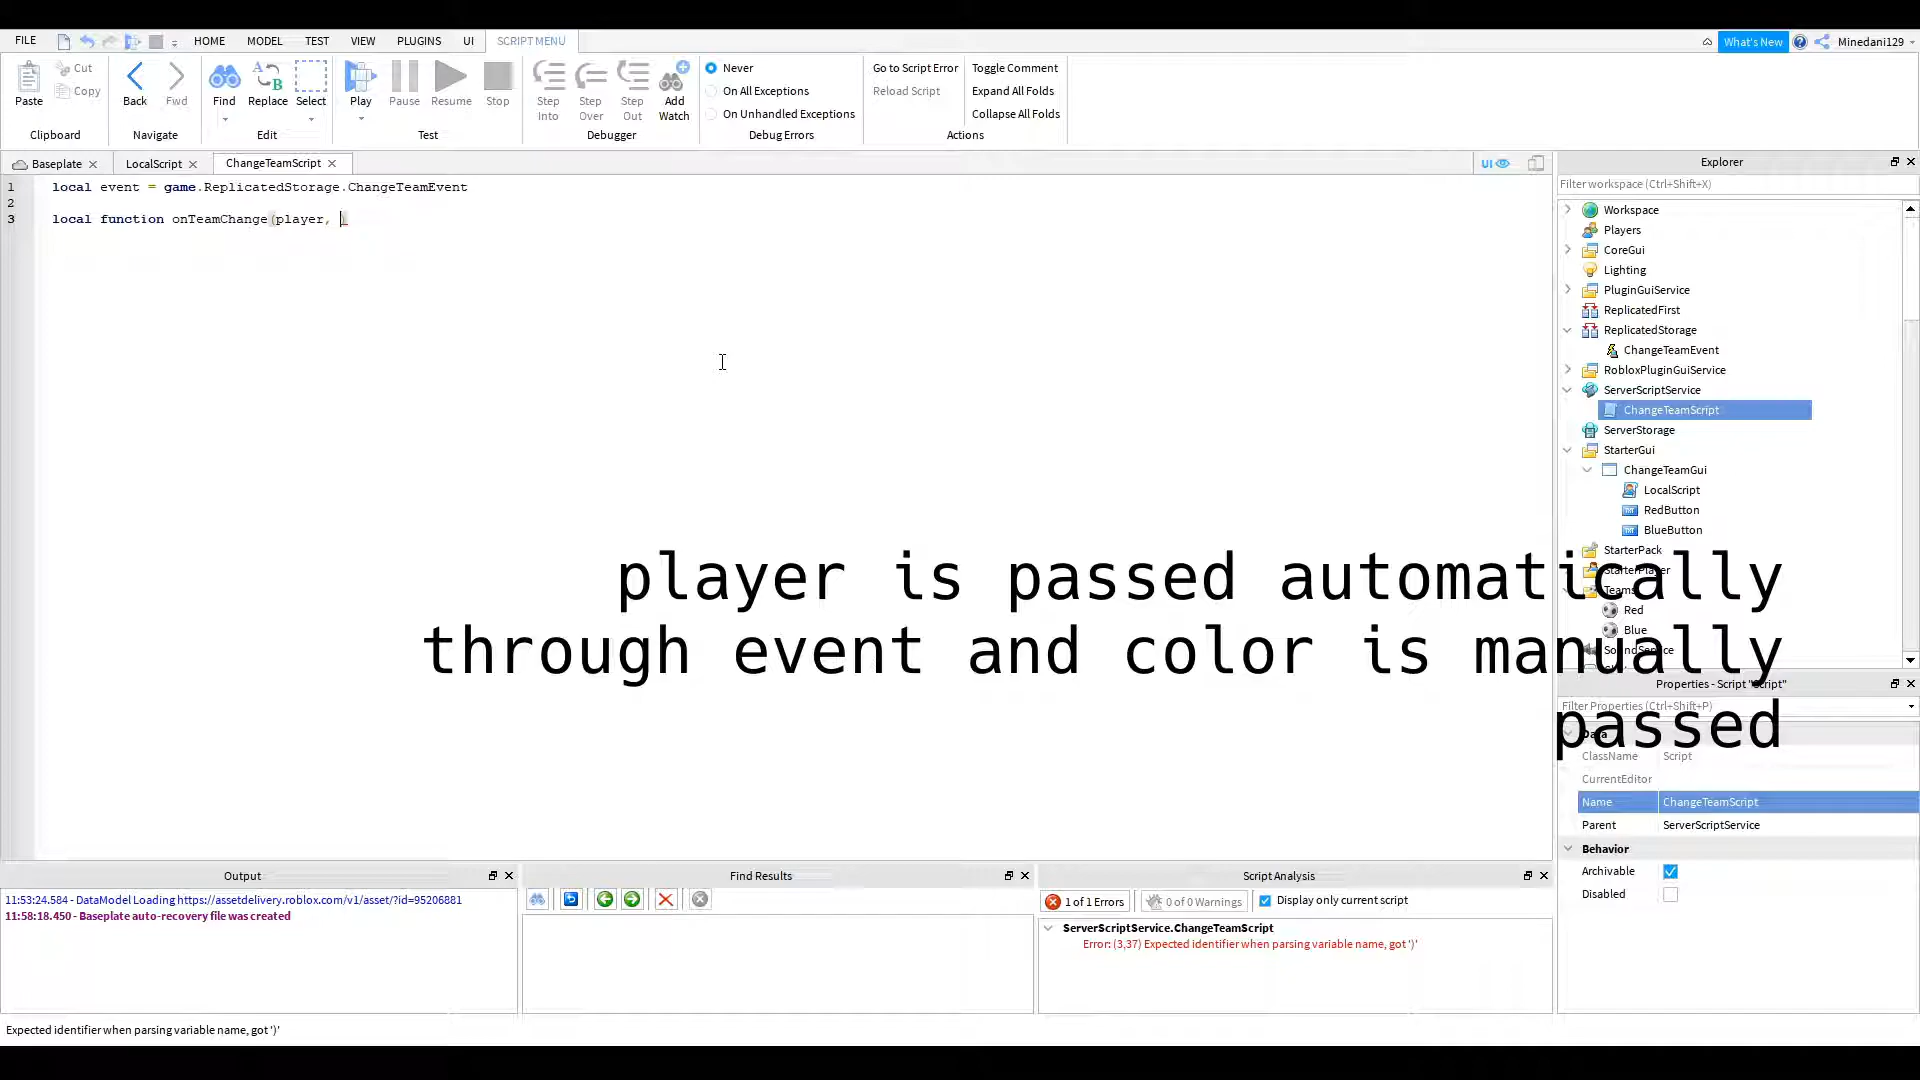 FILE
HOME
MODEL
TEST
VIEW
PLUGINS
UI
SCRIPT MENU
What's New
Minedani129
Paste
Cut
Copy
Clipboard
Back
Fwd
Navigate
Find
Replace
Select
Edit
Play
Pause
Resume
Stop
Test
Step Into
Step Over
Step Out
Add Watch
Debugger
Never
On All Exceptions
On Unhandled Exceptions
Debug Errors
Go to Script Error
Reload Script
Toggle Comment
Expand All Folds
Collapse All Folds
Actions
Baseplate
LocalScript
ChangeTeamScript
UI
1 local event = game.ReplicatedStorage.ChangeTeamEvent
2
3 local function onTeamChange(player, )
player is passed automatically
through event and color is manually
passed
Explorer
Filter workspace (Ctrl+Shift+X)
Workspace
Players
CoreGui
Lighting
PluginGuiService
ReplicatedFirst
ReplicatedStorage
ChangeTeamEvent
RobloxPluginGuiService
ServerScriptService
ChangeTeamScript
ServerStorage
StarterGui
ChangeTeamGui
LocalScript
RedButton
BlueButton
StarterPack
StarterPlayer
Teams
Red
Blue
SoundService
Properties - Script "Script"
Filter Properties (Ctrl+Shift+P)
Data
ClassName Script
CurrentEditor
Name ChangeTeamScript
Parent ServerScriptService
Behavior
Archivable
Disabled
Output
11:53:24.584 - DataModel Loading https://assetdelivery.roblox.com/v1/asset/?id=95206881
11:58:18.450 - Baseplate auto-recovery file was created
Find Results
Script Analysis
1 of 1 Errors
0 of 0 Warnings
Display only current script
ServerScriptService.ChangeTeamScript
Error: (3,37) Expected identifier when parsing variable name, got ')'
Expected identifier when parsing variable name, got ')'